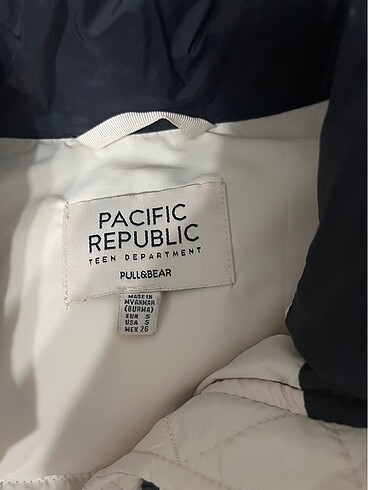 PACIFIC
REPUBLIC
TEEN DEPARTMENT
PULL&BEAR
MADE IN
MYANMAR
(BURMA)
EUR S
USA S
MEX 26